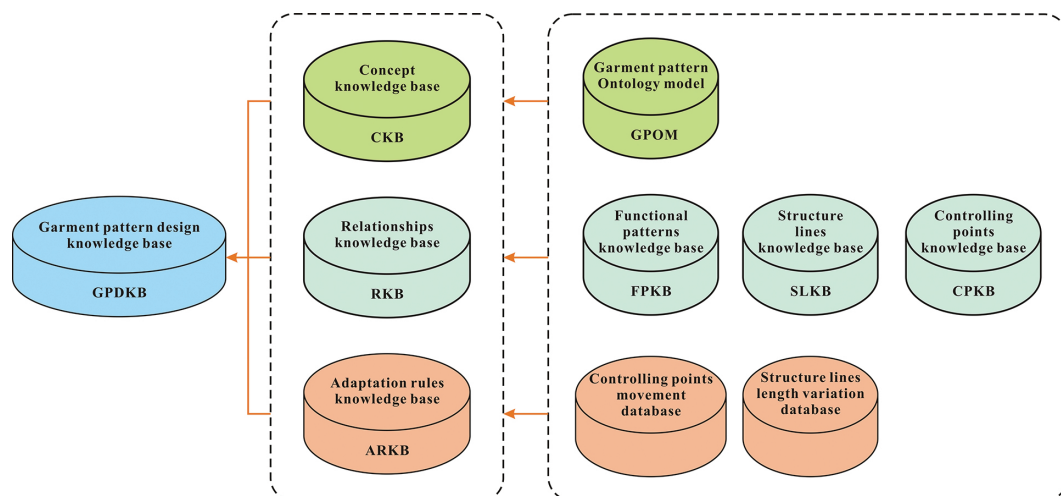 Concept
knowledge base
CKB
Garment pattern
Ontology model
GPOM
Garment pattern design
knowledge base
GPDKB
Relationships
knowledge base
RKB
Functional
patterns
knowledge base
FPKB
Structure
lines
knowledge base
SLKB
Controlling
points
knowledge base
CPKB
Adaptation rules
knowledge base
ARKB
Controlling points
movement
database
Structure lines
length variation
database